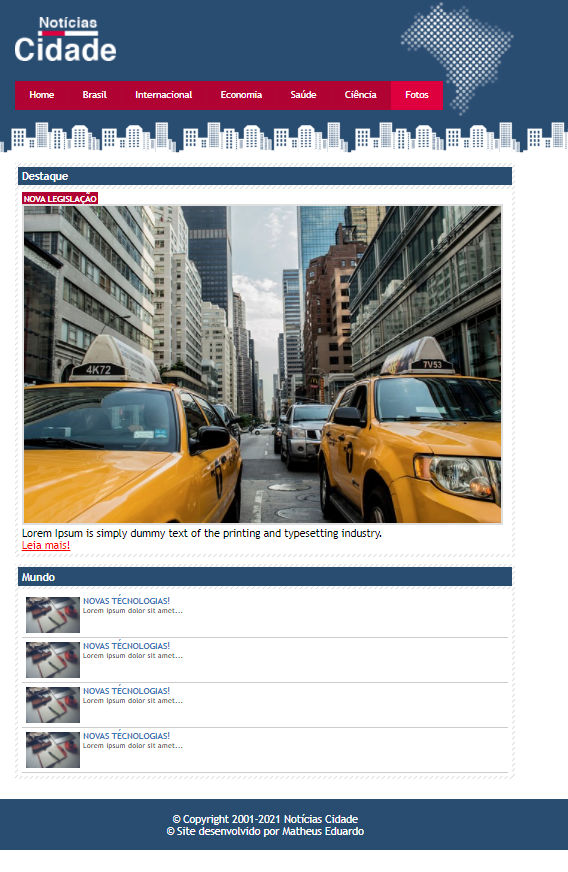 Notícias
Cidade
Home Brasil Internacional Economia Saúde Ciência Fotos
Destaque
NOVA LEGISLAÇÃO
4K72
7V53
Lorem Ipsum is simply dummy text of the printing and typesetting industry.
Leia mais!
Mundo
NOVAS TÉCNOLOGIAS!
Lorem ipsum dolor sit amet...
NOVAS TÉCNOLOGIAS!
Lorem ipsum dolor sit amet...
NOVAS TÉCNOLOGIAS!
Lorem ipsum dolor sit amet...
NOVAS TÉCNOLOGIAS!
Lorem ipsum dolor sit amet...
© Copyright 2001-2021 Notícias Cidade
© Site desenvolvido por Matheus Eduardo